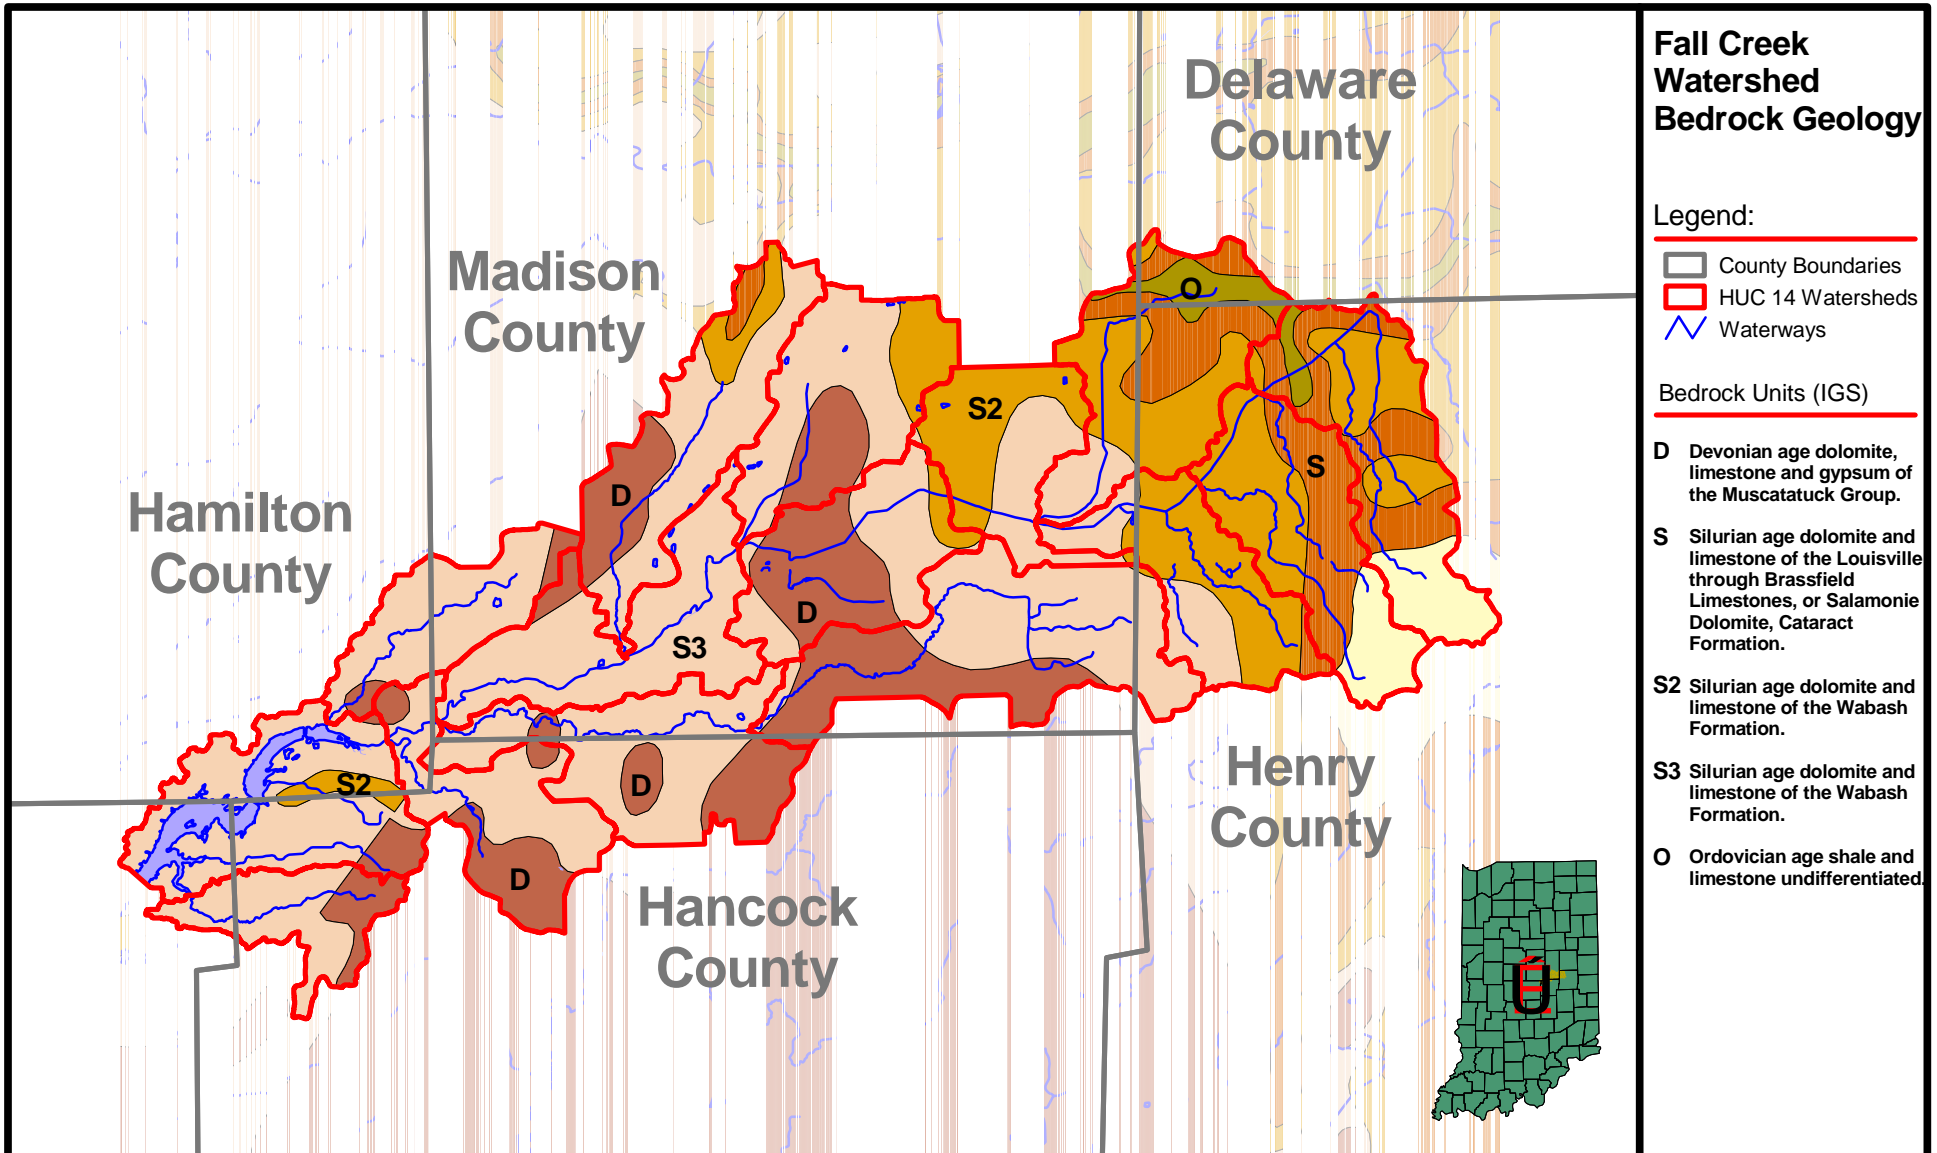 Fall Creek
Watershed
Bedrock Geology
Delaware
County
Madison
County
Hamilton
County
Henry
County
Hancock
County
O
S2
S
D
D
S3
S2
D
D
Legend:
County Boundaries
HUC 14 Watersheds
Waterways
Bedrock Units (IGS)
D Devonian age dolomite,
limestone and gypsum of
the Muscatatuck Group.
S Silurian age dolomite and
limestone of the Louisville
through Brassfield
Limestones, or Salamonie
Dolomite, Cataract
Formation.
S2 Silurian age dolomite and
limestone of the Wabash
Formation.
S3 Silurian age dolomite and
limestone of the Wabash
Formation.
O Ordovician age shale and
limestone undifferentiated.